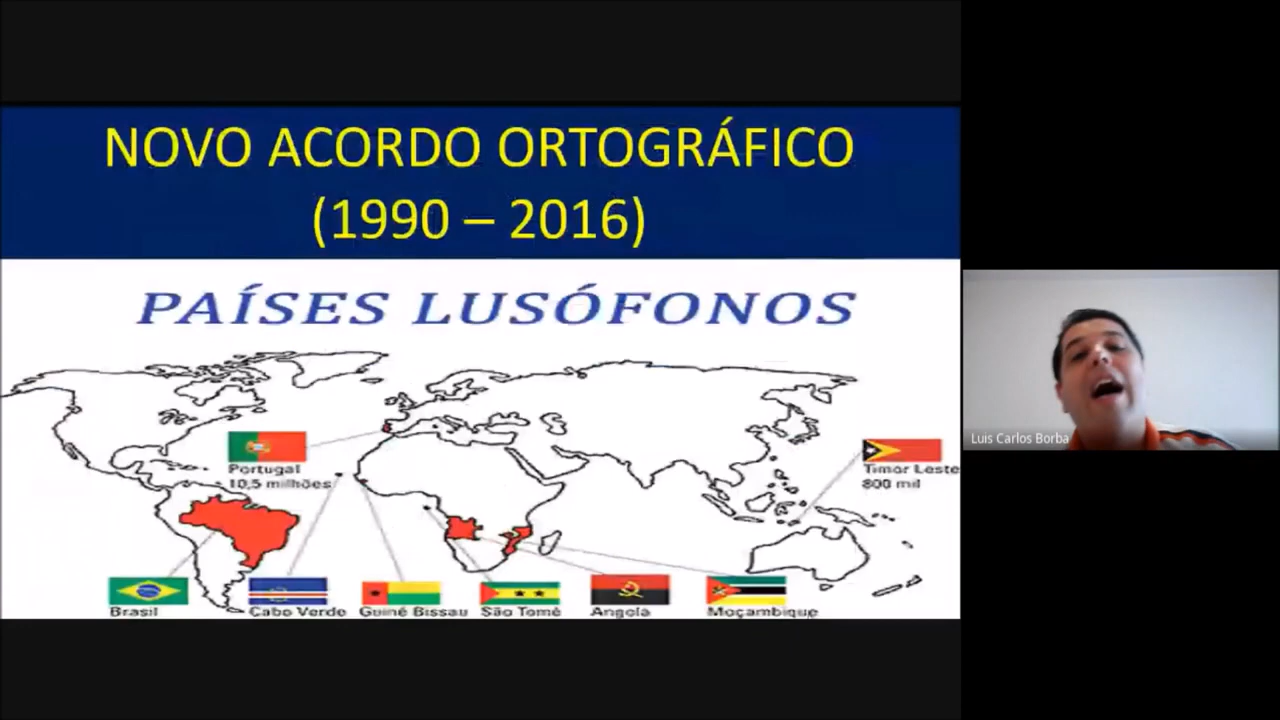 NOVO ACORDO ORTOGRÁFICO
(1990 – 2016)
PAÍSES LUSÓFONOS
Portugal
10,5 milhões
Timor Leste
800 mil
Brasil
Cabo Verde
Guiné Bissau
São Tomé
Angola
Moçambique
Luis Carlos Borba